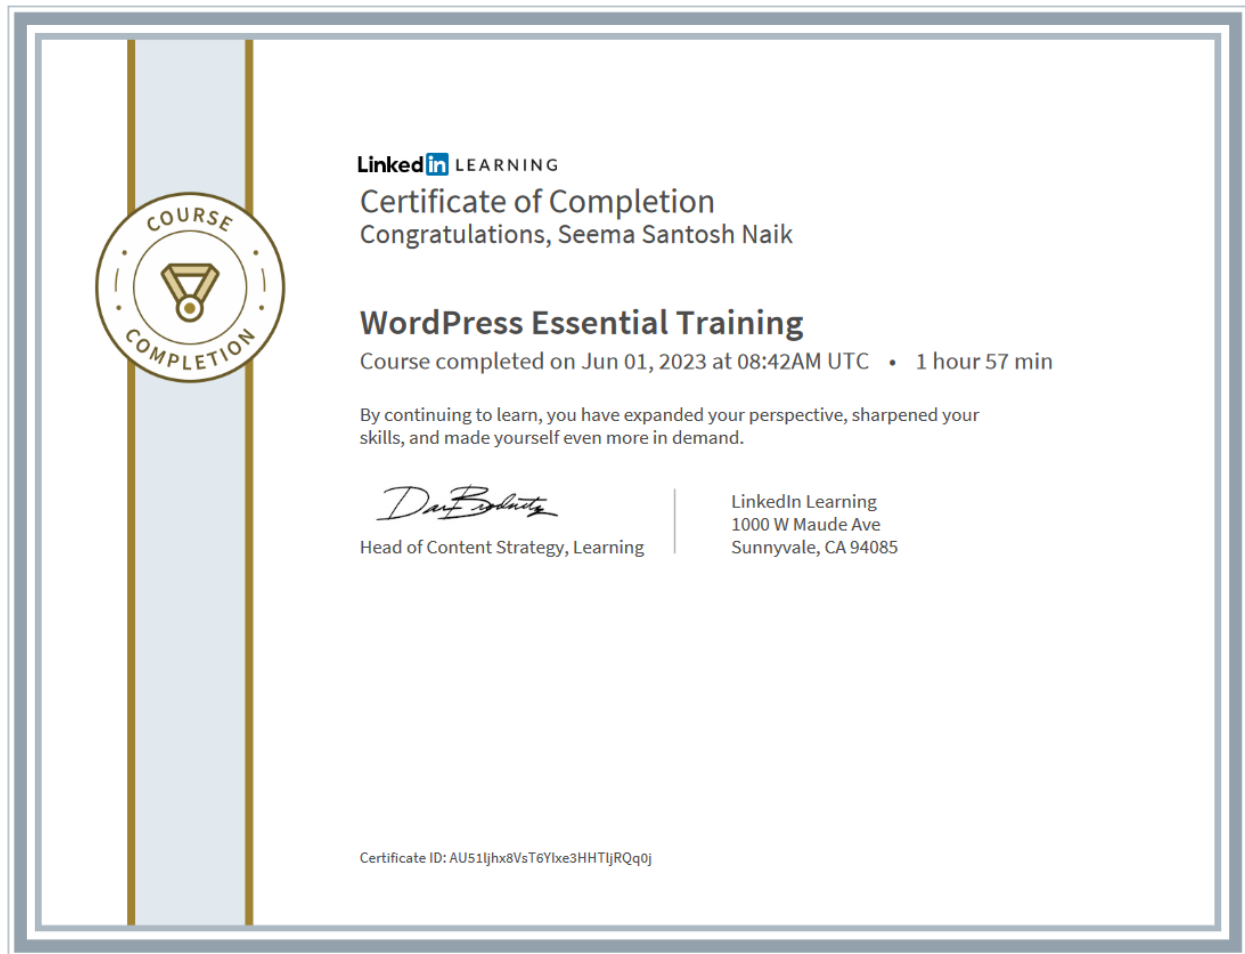 COURSE
COMPLETION
Linked in LEARNING
Certificate of Completion
Congratulations, Seema Santosh Naik
WordPress Essential Training
Course completed on Jun 01, 2023 at 08:42AM UTC • 1 hour 57 min
By continuing to learn, you have expanded your perspective, sharpened your
skills, and made yourself even more in demand.
Head of Content Strategy, Learning
LinkedIn Learning
1000 W Maude Ave
Sunnyvale, CA 94085
Certificate ID: AU51ljhx8VsT6Ylxe3HHTljRQq0j